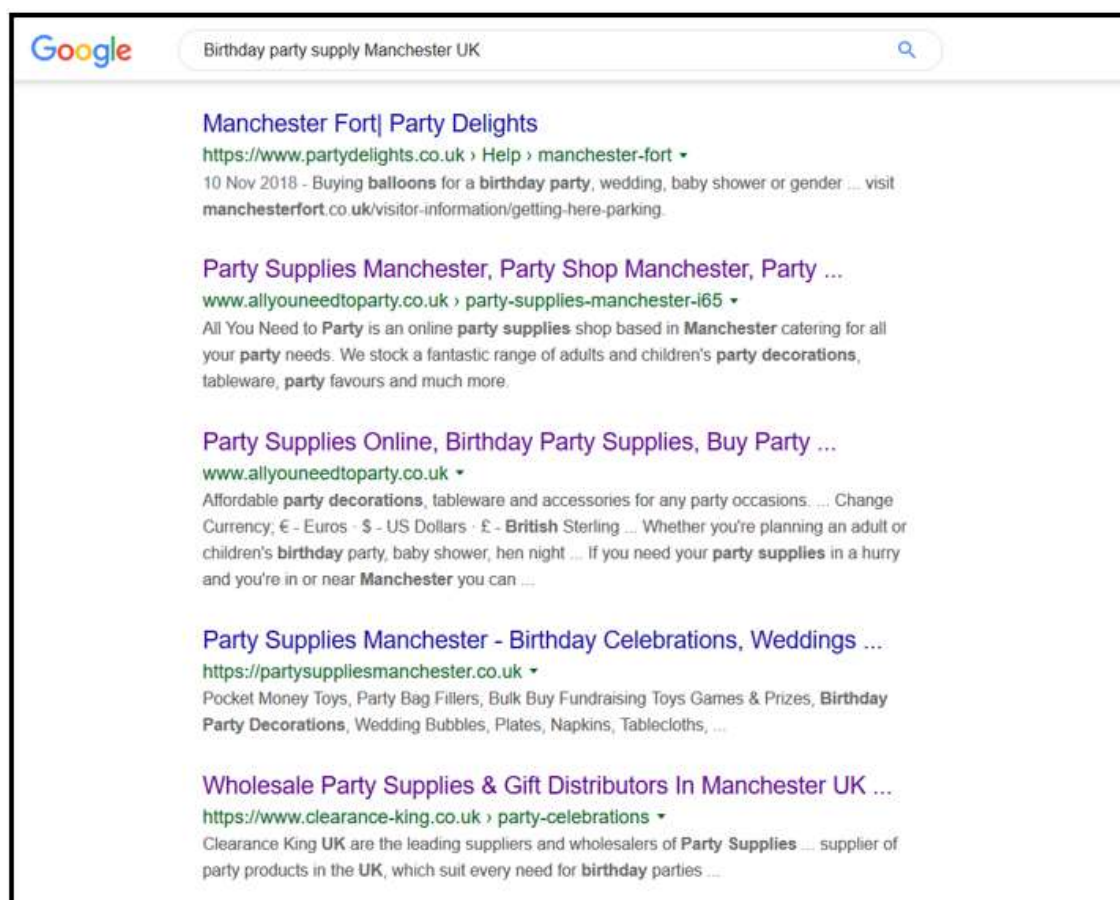 Google
Birthday party supply Manchester UK
Manchester Fort| Party Delights
https://www.partydelights.co.uk › Help › manchester-fort
10 Nov 2018 - Buying balloons for a birthday party, wedding, baby shower or gender ... visit
manchesterfort.co.uk/visitor-information/getting-here-parking.
Party Supplies Manchester, Party Shop Manchester, Party ...
www.allyouneedtoparty.co.uk › party-supplies-manchester-i65
All You Need to Party is an online party supplies shop based in Manchester catering for all
your party needs. We stock a fantastic range of adults and children's party decorations,
tableware, party favours and much more.
Party Supplies Online, Birthday Party Supplies, Buy Party ...
www.allyouneedtoparty.co.uk
Affordable party decorations, tableware and accessories for any party occasions. ... Change
Currency; € - Euros · $ - US Dollars · £ - British Sterling ... Whether you're planning an adult or
children's birthday party, baby shower, hen night ... If you need your party supplies in a hurry
and you're in or near Manchester you can ...
Party Supplies Manchester - Birthday Celebrations, Weddings ...
https://partysuppliesmanchester.co.uk
Pocket Money Toys, Party Bag Fillers, Bulk Buy Fundraising Toys Games & Prizes, Birthday
Party Decorations, Wedding Bubbles, Plates, Napkins, Tablecloths, ...
Wholesale Party Supplies & Gift Distributors In Manchester UK ...
https://www.clearance-king.co.uk › party-celebrations
Clearance King UK are the leading suppliers and wholesalers of Party Supplies ... supplier of
party products in the UK, which suit every need for birthday parties ...